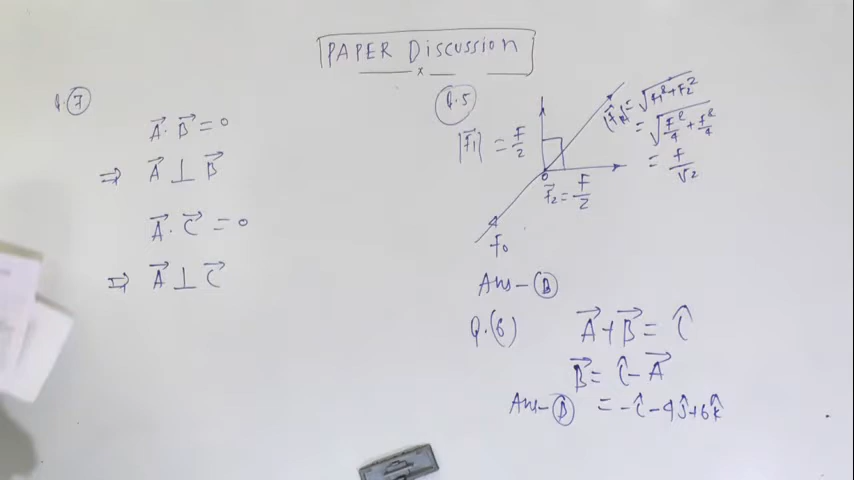 PAPER Discussion
x
Q.7
A⃗ · B⃗ = 0
⇒ A⃗ ⊥ B⃗
A⃗ · C⃗ = 0
⇒ A⃗ ⊥ C⃗
Q.5
|F⃗1| = F/2
F⃗2 = F/2
F0
|F⃗R| = √(F1² + F2²)
= √(F²/4 + F²/4)
= F/√2
Ans - B
Q.(6) A⃗ + B⃗ = î
B⃗ = î - A⃗
Ans - D = -î - 4ĵ + 6k̂